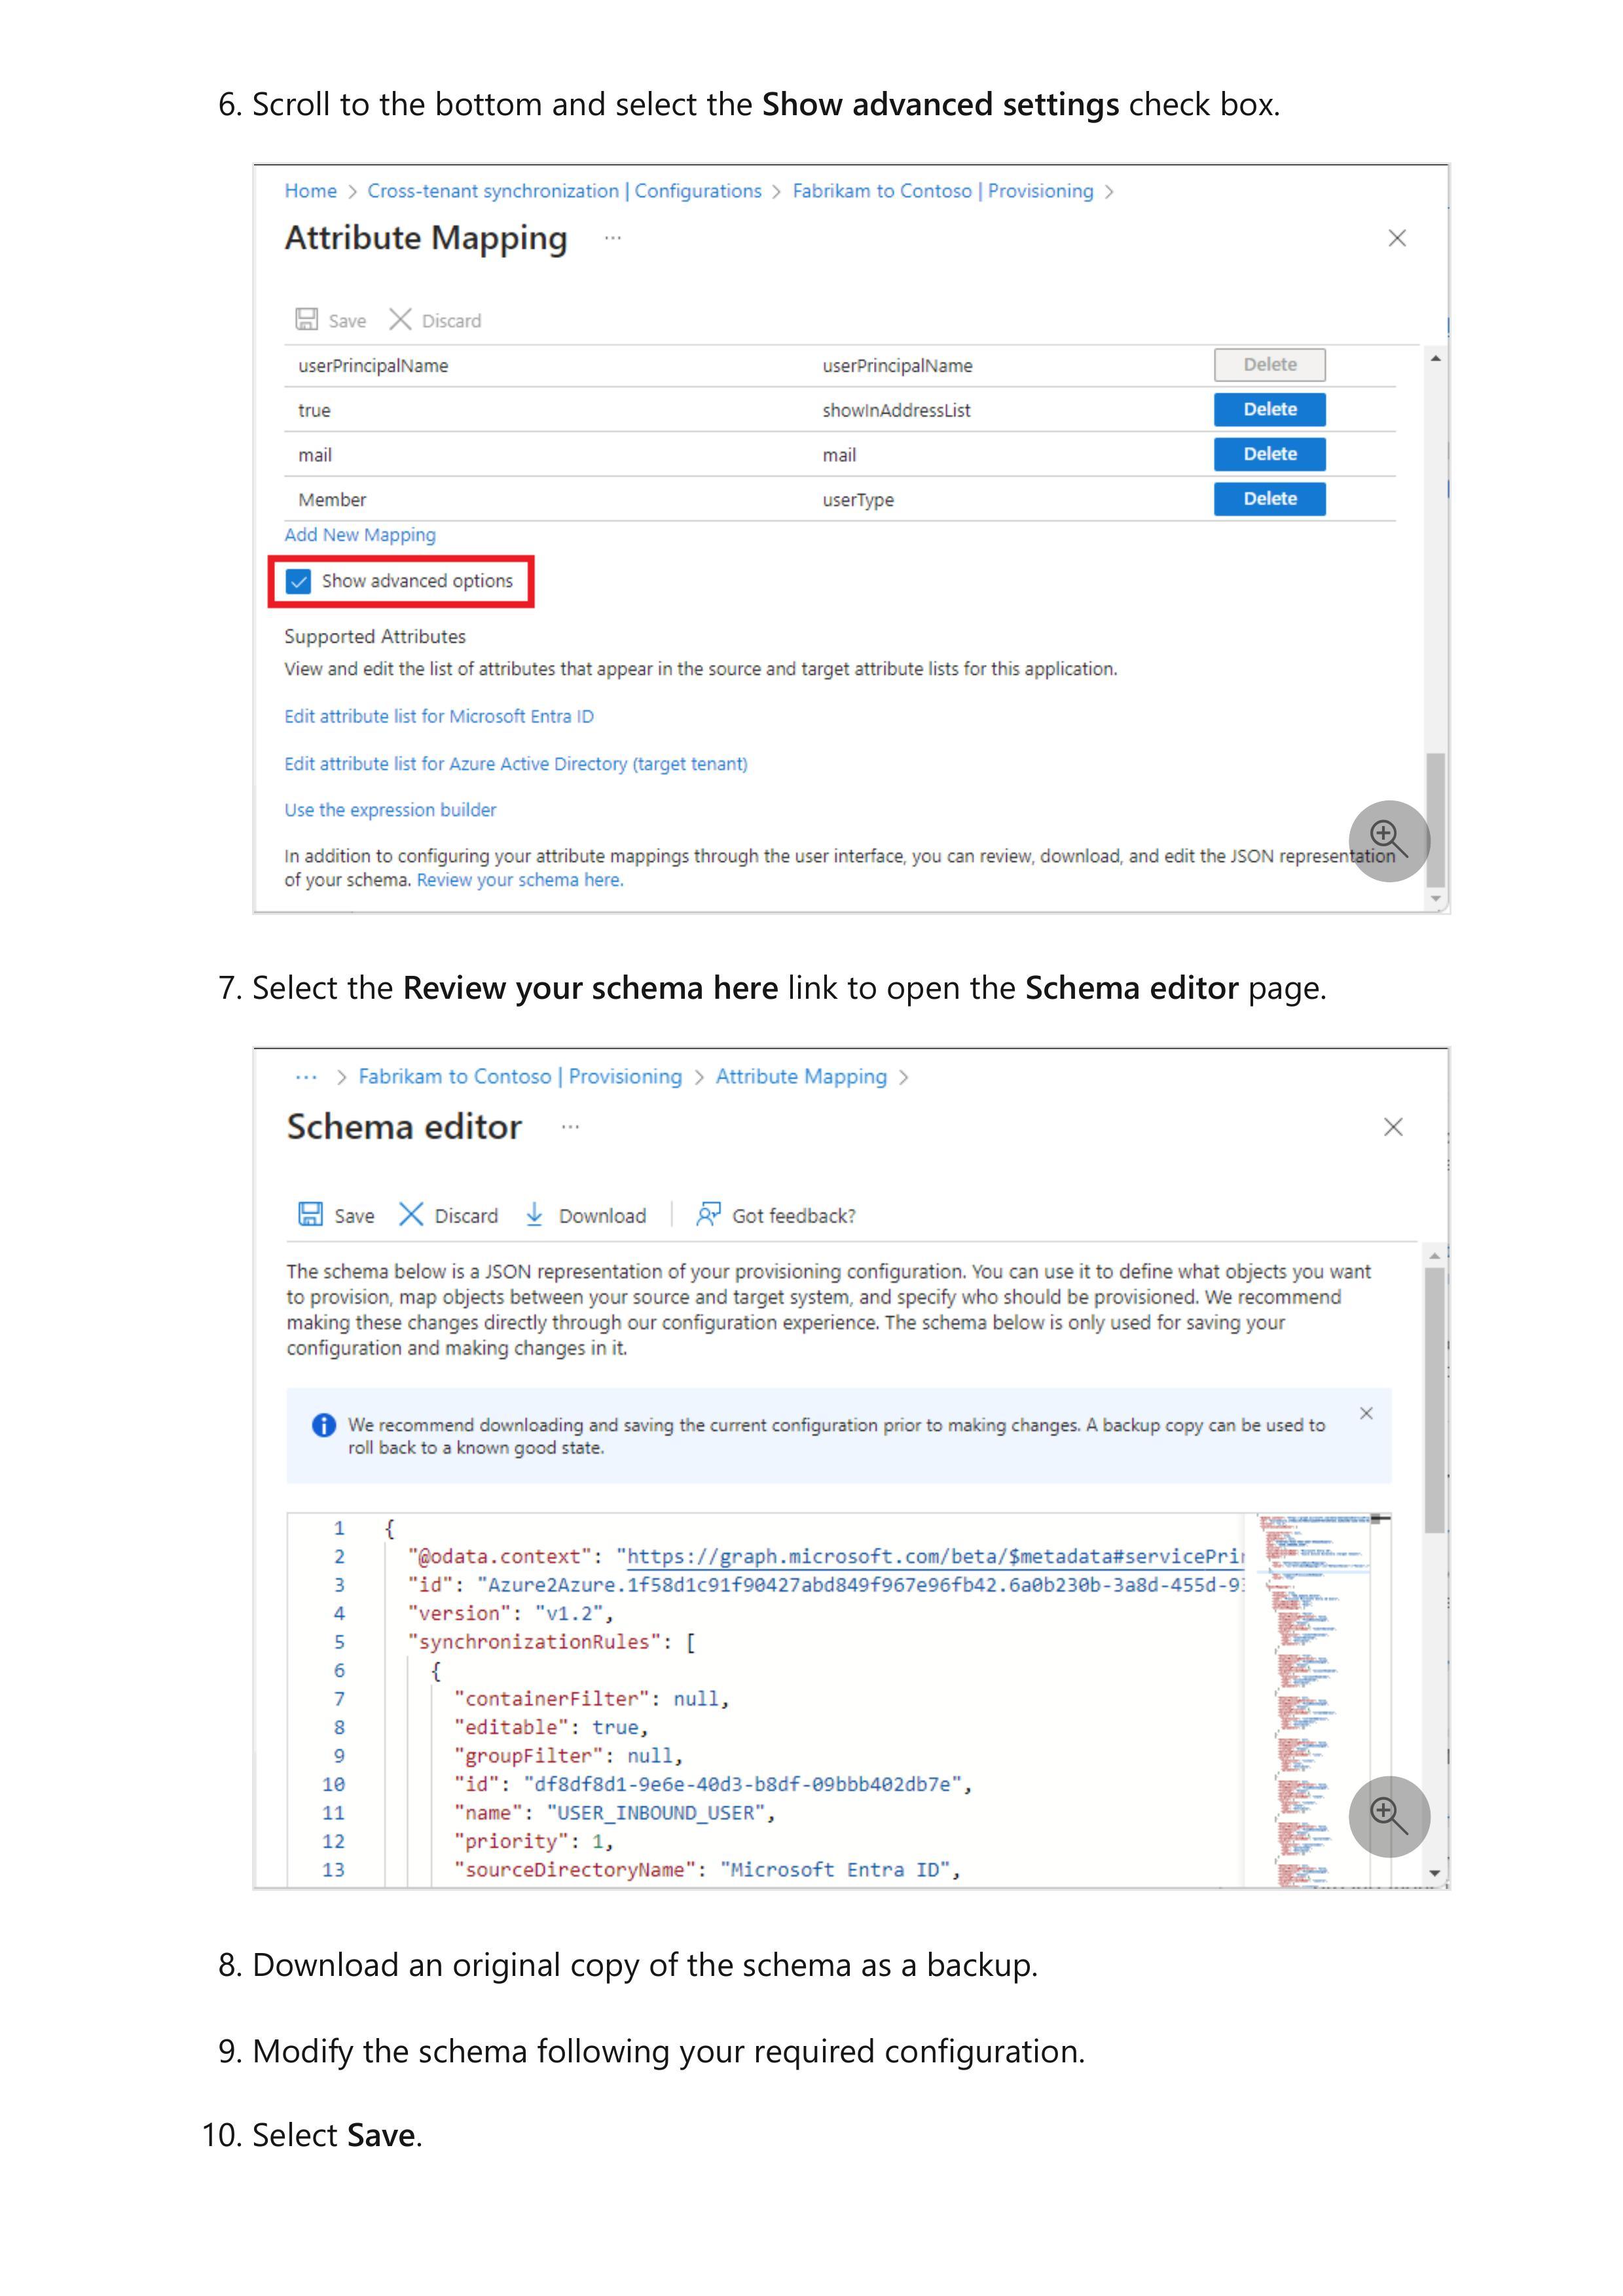 6. Scroll to the bottom and select the Show advanced settings check box.
Home > Cross-tenant synchronization | Configurations > Fabrikam to Contoso | Provisioning >
Attribute Mapping ...
Save Discard
userPrincipalName userPrincipalName Delete
true showInAddressList Delete
mail mail Delete
Member userType Delete
Add New Mapping
Show advanced options
Supported Attributes
View and edit the list of attributes that appear in the source and target attribute lists for this application.
Edit attribute list for Microsoft Entra ID
Edit attribute list for Azure Active Directory (target tenant)
Use the expression builder
In addition to configuring your attribute mappings through the user interface, you can review, download, and edit the JSON representation
of your schema. Review your schema here.
7. Select the Review your schema here link to open the Schema editor page.
... > Fabrikam to Contoso | Provisioning > Attribute Mapping >
Schema editor ...
Save Discard Download | Got feedback?
The schema below is a JSON representation of your provisioning configuration. You can use it to define what objects you want
to provision, map objects between your source and target system, and specify who should be provisioned. We recommend
making these changes directly through our configuration experience. The schema below is only used for saving your
configuration and making changes in it.
We recommend downloading and saving the current configuration prior to making changes. A backup copy can be used to
roll back to a known good state.
1 {
2 "@odata.context": "https://graph.microsoft.com/beta/$metadata#servicePri
3 "id": "Azure2Azure.1f58d1c91f90427abd849f967e96fb42.6a0b230b-3a8d-455d-9
4 "version": "v1.2",
5 "synchronizationRules": [
6 {
7 "containerFilter": null,
8 "editable": true,
9 "groupFilter": null,
10 "id": "df8df8d1-9e6e-40d3-b8df-09bbb402db7e",
11 "name": "USER_INBOUND_USER",
12 "priority": 1,
13 "sourceDirectoryName": "Microsoft Entra ID",
8. Download an original copy of the schema as a backup.
9. Modify the schema following your required configuration.
10. Select Save.